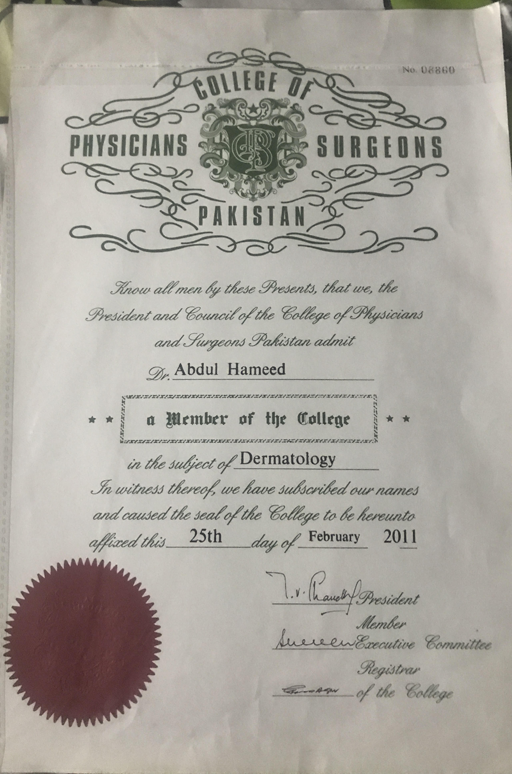 No. 08860
COLLEGE OF
PHYSICIANS SURGEONS
PAKISTAN
Know all men by these Presents, that we, the
President and Council of the College of Physicians
and Surgeons Pakistan admit
Dr. Abdul Hameed
a Member of the College
in the subject of Dermatology
In witness thereof, we have subscribed our names
and caused the seal of the College to be hereunto
affixed this 25th day of February 2011
President
Member
Executive Committee
Registrar
of the College